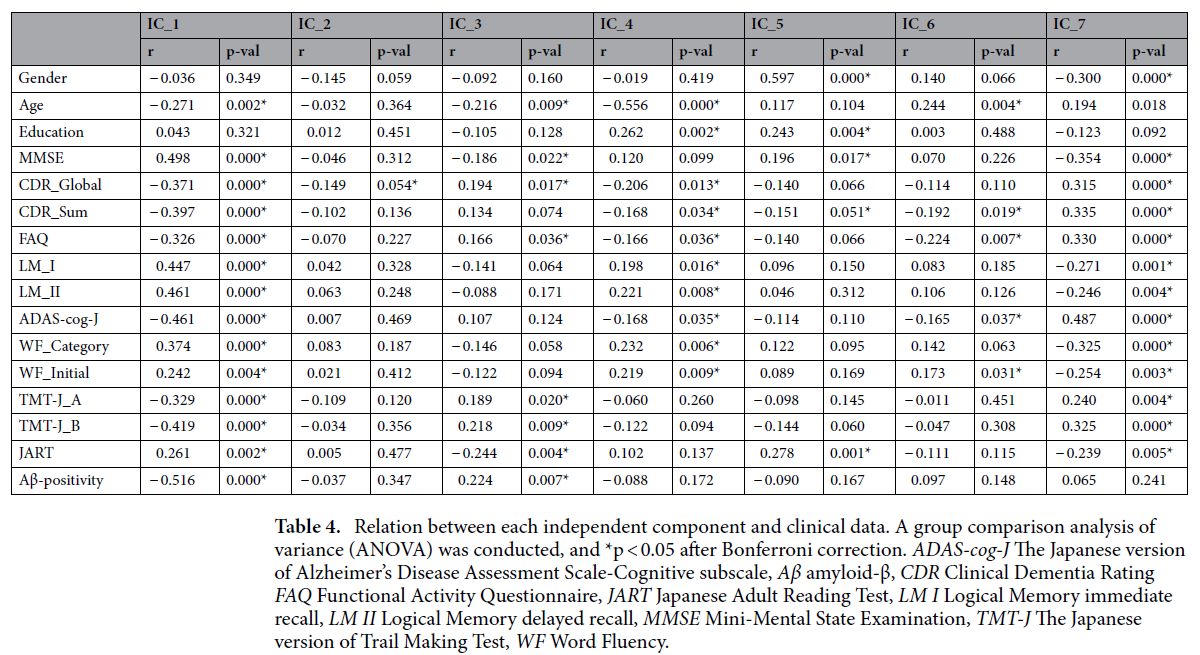 IC_1 IC_2 IC_3 IC_4 IC_5 IC_6 IC_7
r p-val r p-val r p-val r p-val r p-val r p-val r p-val
Gender −0.036 0.349 −0.145 0.059 −0.092 0.160 −0.019 0.419 0.597 0.000* 0.140 0.066 −0.300 0.000*
Age −0.271 0.002* −0.032 0.364 −0.216 0.009* −0.556 0.000* 0.117 0.104 0.244 0.004* 0.194 0.018
Education 0.043 0.321 0.012 0.451 −0.105 0.128 0.262 0.002* 0.243 0.004* 0.003 0.488 −0.123 0.092
MMSE 0.498 0.000* −0.046 0.312 −0.186 0.022* 0.120 0.099 0.196 0.017* 0.070 0.226 −0.354 0.000*
CDR_Global −0.371 0.000* −0.149 0.054* 0.194 0.017* −0.206 0.013* −0.140 0.066 −0.114 0.110 0.315 0.000*
CDR_Sum −0.397 0.000* −0.102 0.136 0.134 0.074 −0.168 0.034* −0.151 0.051* −0.192 0.019* 0.335 0.000*
FAQ −0.326 0.000* −0.070 0.227 0.166 0.036* −0.166 0.036* −0.140 0.066 −0.224 0.007* 0.330 0.000*
LM_I 0.447 0.000* 0.042 0.328 −0.141 0.064 0.198 0.016* 0.096 0.150 0.083 0.185 −0.271 0.001*
LM_II 0.461 0.000* 0.063 0.248 −0.088 0.171 0.221 0.008* 0.046 0.312 0.106 0.126 −0.246 0.004*
ADAS-cog-J −0.461 0.000* 0.007 0.469 0.107 0.124 −0.168 0.035* −0.114 0.110 −0.165 0.037* 0.487 0.000*
WF_Category 0.374 0.000* 0.083 0.187 −0.146 0.058 0.232 0.006* 0.122 0.095 0.142 0.063 −0.325 0.000*
WF_Initial 0.242 0.004* 0.021 0.412 −0.122 0.094 0.219 0.009* 0.089 0.169 0.173 0.031* −0.254 0.003*
TMT-J_A −0.329 0.000* −0.109 0.120 0.189 0.020* −0.060 0.260 −0.098 0.145 −0.011 0.451 0.240 0.004*
TMT-J_B −0.419 0.000* −0.034 0.356 0.218 0.009* −0.122 0.094 −0.144 0.060 −0.047 0.308 0.325 0.000*
JART 0.261 0.002* 0.005 0.477 −0.244 0.004* 0.102 0.137 0.278 0.001* −0.111 0.115 −0.239 0.005*
Aβ-positivity −0.516 0.000* −0.037 0.347 0.224 0.007* −0.088 0.172 −0.090 0.167 0.097 0.148 0.065 0.241
Table 4. Relation between each independent component and clinical data. A group comparison analysis of
variance (ANOVA) was conducted, and *p < 0.05 after Bonferroni correction. ADAS-cog-J The Japanese version
of Alzheimer’s Disease Assessment Scale-Cognitive subscale, Aβ amyloid-β, CDR Clinical Dementia Rating
FAQ Functional Activity Questionnaire, JART Japanese Adult Reading Test, LM I Logical Memory immediate
recall, LM II Logical Memory delayed recall, MMSE Mini-Mental State Examination, TMT-J The Japanese
version of Trail Making Test, WF Word Fluency.